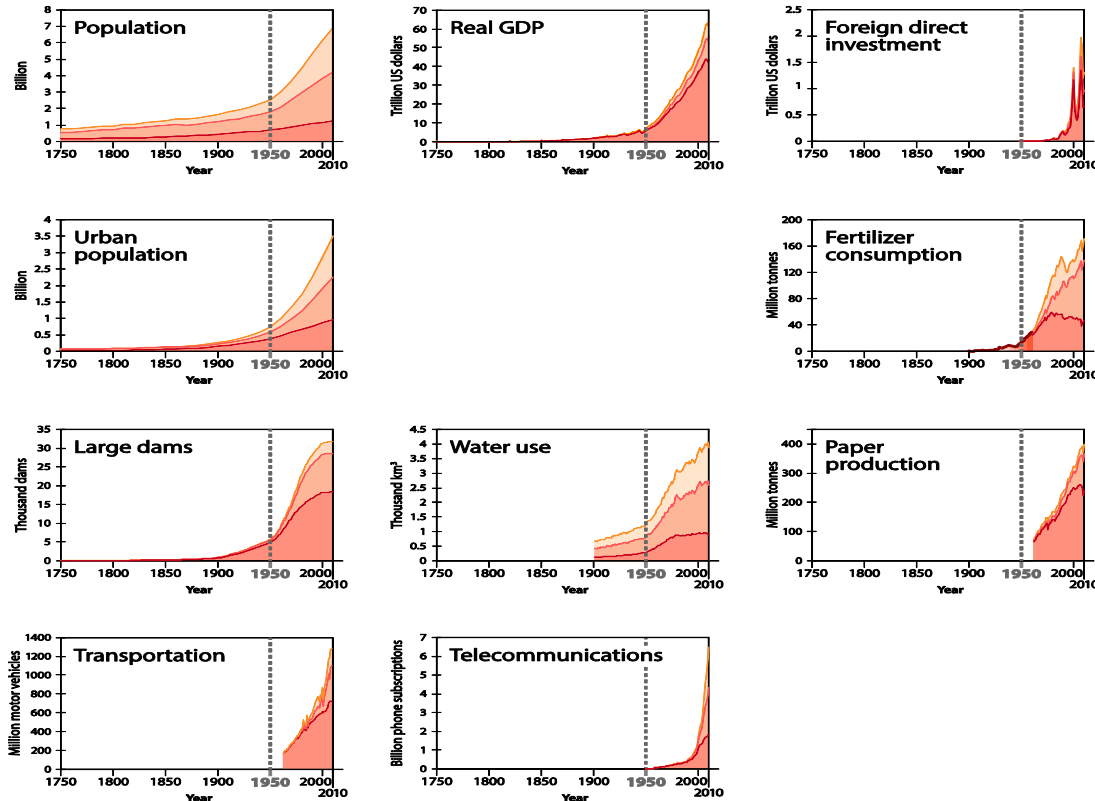 Population
Billion
8
7
6
5
4
3
2
1
0
1750 1800 1850 1900 1950 2000 2010
Year
Real GDP
Trillion US dollars
70
60
50
40
30
20
10
0
1750 1800 1850 1900 1950 2000 2010
Year
Foreign direct
investment
Trillion US dollars
2.5
2
1.5
1
0.5
0
1750 1800 1850 1900 1950 2000 2010
Year
Urban
population
Billion
4
3.5
3
2.5
2
1.5
1
0.5
0
1750 1800 1850 1900 1950 2000 2010
Year
Fertilizer
consumption
Million tonnes
200
160
120
80
40
0
1750 1800 1850 1900 1950 2000 2010
Year
Large dams
Thousand dams
35
30
25
20
15
10
5
0
1750 1800 1850 1900 1950 2000 2010
Year
Water use
Thousand km³
4.5
4
3.5
3
2.5
2
1.5
1
0.5
0
1750 1800 1850 1900 1950 2000 2010
Year
Paper
production
Million tonnes
400
300
200
100
0
1750 1800 1850 1900 1950 2000 2010
Year
Transportation
Million motor vehicles
1400
1200
1000
800
600
400
200
0
1750 1800 1850 1900 1950 2000 2010
Year
Telecommunications
Billion phone subscriptions
7
6
5
4
3
2
1
0
1750 1800 1850 1900 1950 2000 2010
Year